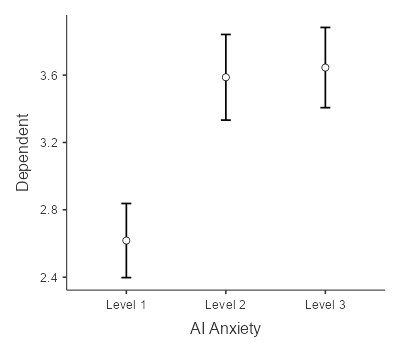 3.6
3.2
2.8
2.4
Dependent
Level 1 Level 2 Level 3
AI Anxiety